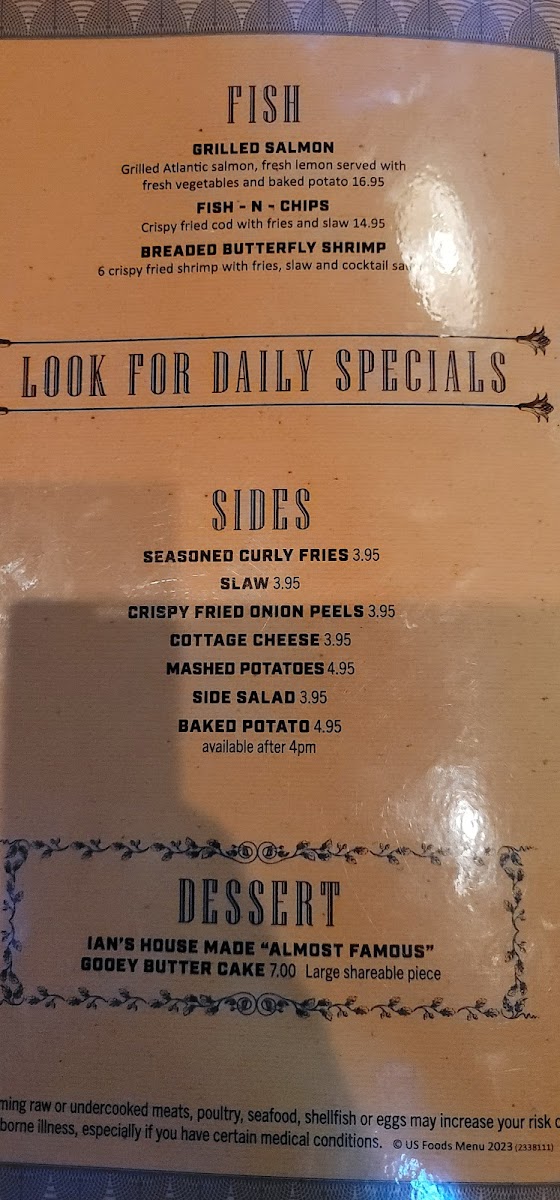 FISH
GRILLED SALMON
Grilled Atlantic salmon, fresh lemon served with
fresh vegetables and baked potato 16.95
FISH - N - CHIPS
Crispy fried cod with fries and slaw 14.95
BREADED BUTTERFLY SHRIMP
6 crispy fried shrimp with fries, slaw and cocktail
LOOK FOR DAILY SPECIALS
SIDES
SEASONED CURLY FRIES 3.95
SLAW 3.95
CRISPY FRIED ONION PEELS 3.95
COTTAGE CHEESE 3.95
MASHED POTATOES 4.95
SIDE SALAD 3.95
BAKED POTATO 4.95
available after 4pm
DESSERT
IAN'S HOUSE MADE "ALMOST FAMOUS"
GOOEY BUTTER CAKE 7.00 Large shareable piece
raw or undercooked meats, poultry, seafood, shellfish or eggs may increase your risk
borne illness, especially if you have certain medical conditions. © US Foods Menu 2023 (2338111)